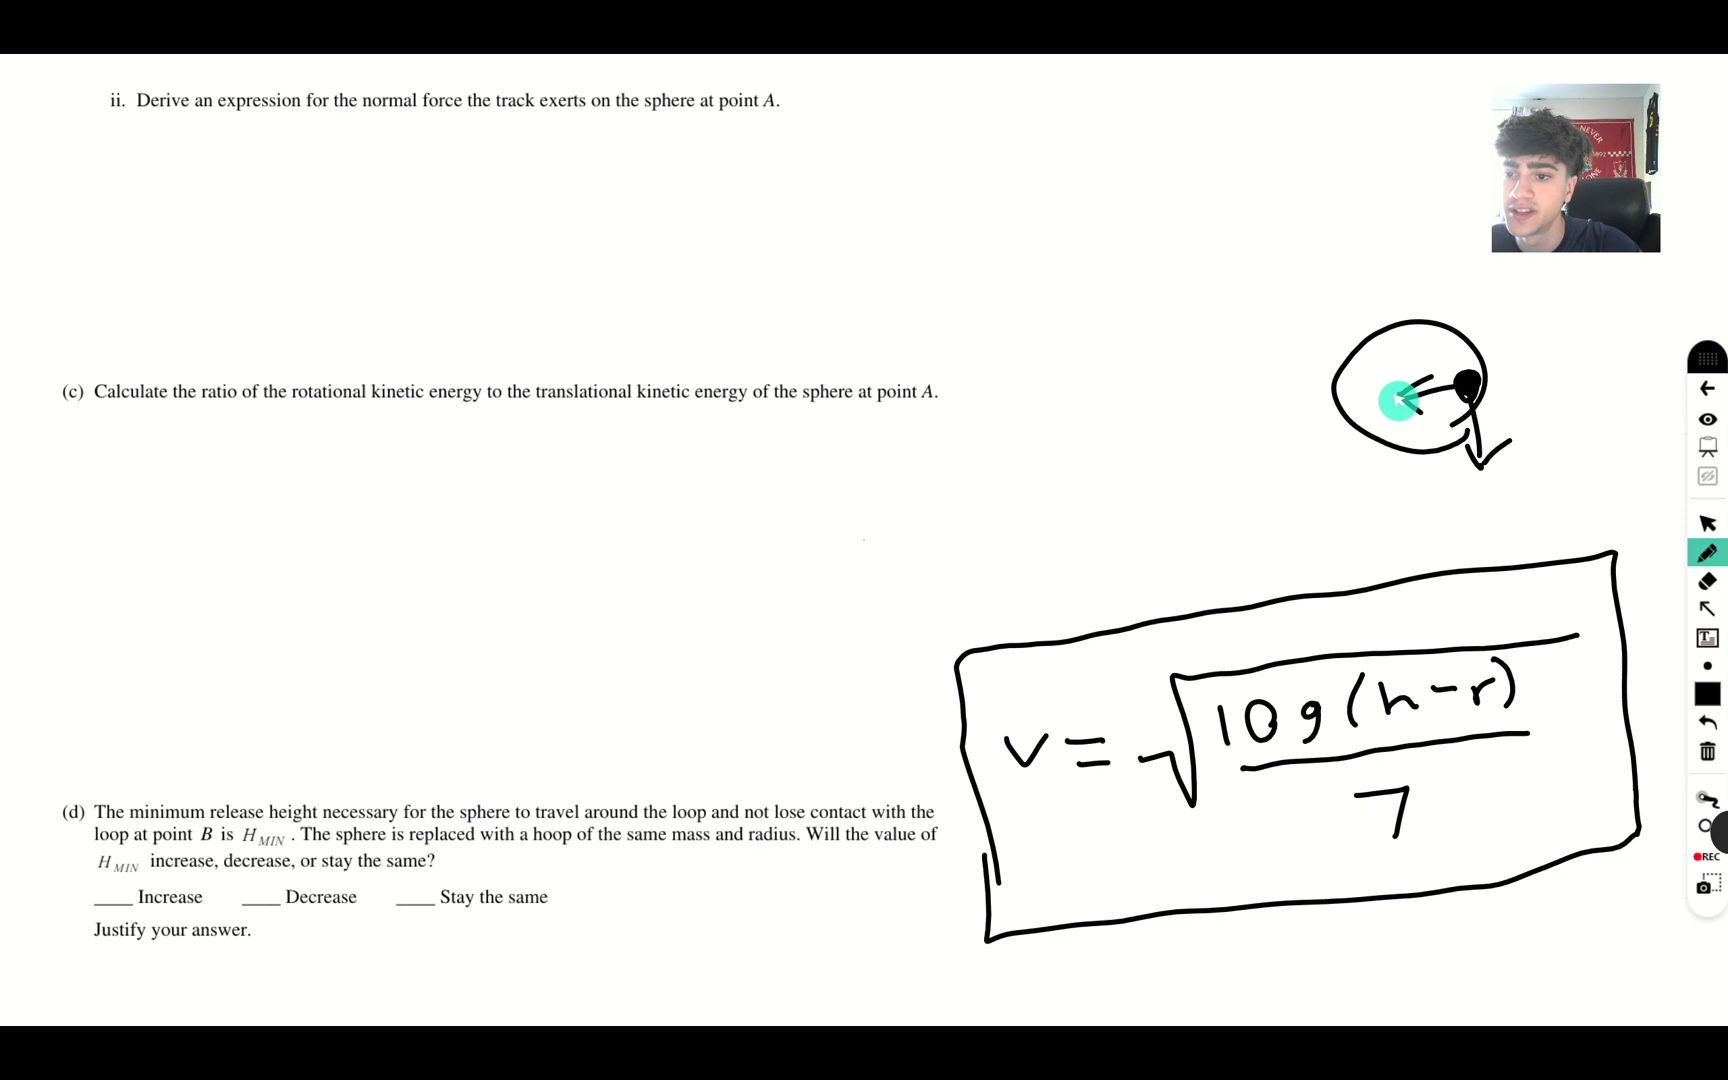 ii. Derive an expression for the normal force the track exerts on the sphere at point A.
NEVER
(c) Calculate the ratio of the rotational kinetic energy to the translational kinetic energy of the sphere at point A.
v = √(10g(h-r)/7)
(d) The minimum release height necessary for the sphere to travel around the loop and not lose contact with the
loop at point B is H_MIN . The sphere is replaced with a hoop of the same mass and radius. Will the value of
H_MIN increase, decrease, or stay the same?
____ Increase ____ Decrease ____ Stay the same
Justify your answer.
REC